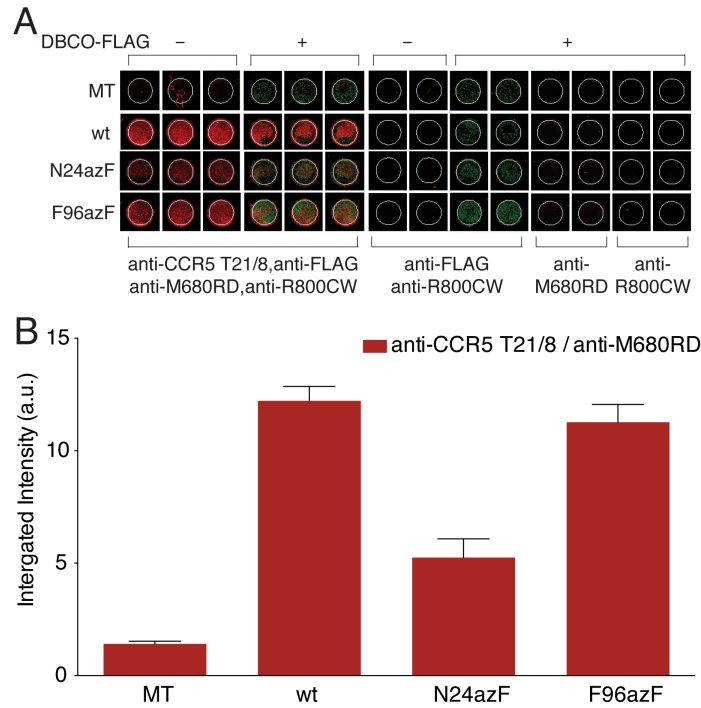 A
DBCO-FLAG – + – +
MT
wt
N24azF
F96azF
anti-CCR5 T21/8,anti-FLAG anti-FLAG anti- anti-
anti-M680RD,anti-R800CW anti-R800CW M680RD R800CW
B
15
anti-CCR5 T21/8 / anti-M680RD
10
5
0
Intergated Intensity (a.u.)
MT wt N24azF F96azF